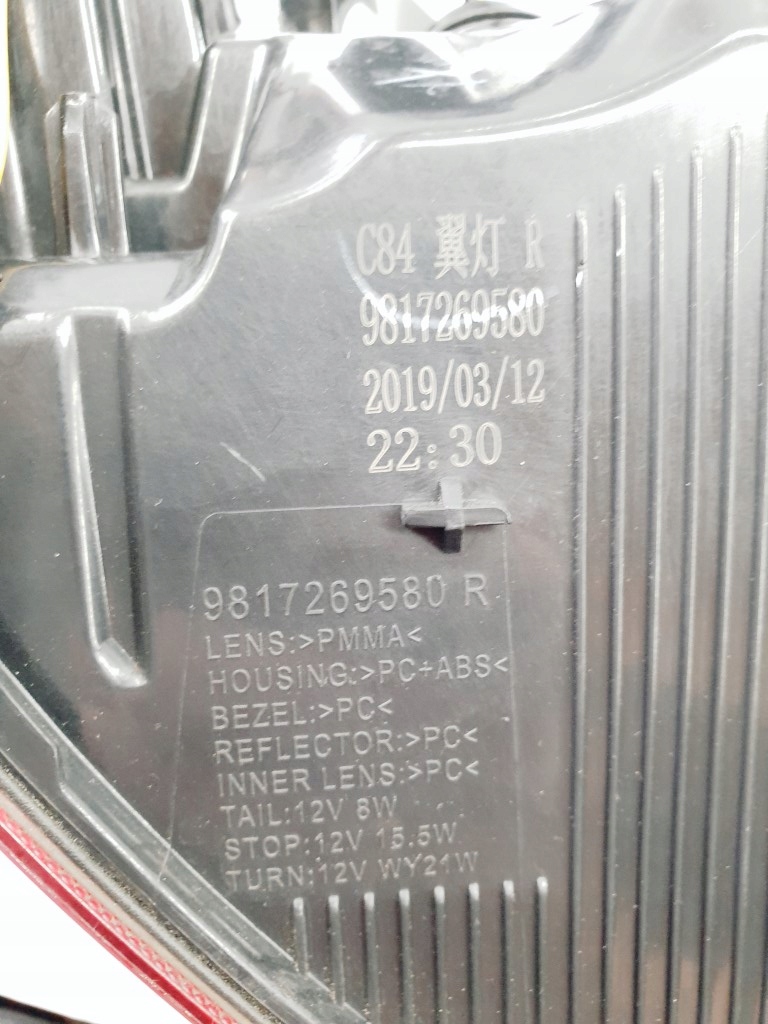 C84 翼灯 R
9817269580
2019/03/12
22:30
9817269580 R
LENS:>PMMA<
HOUSING:>PC+ABS<
BEZEL:>PC<
REFLECTOR:>PC<
INNER LENS:>PC<
TAIL:12V 8W
STOP:12V 15.5W
TURN:12V WY21W